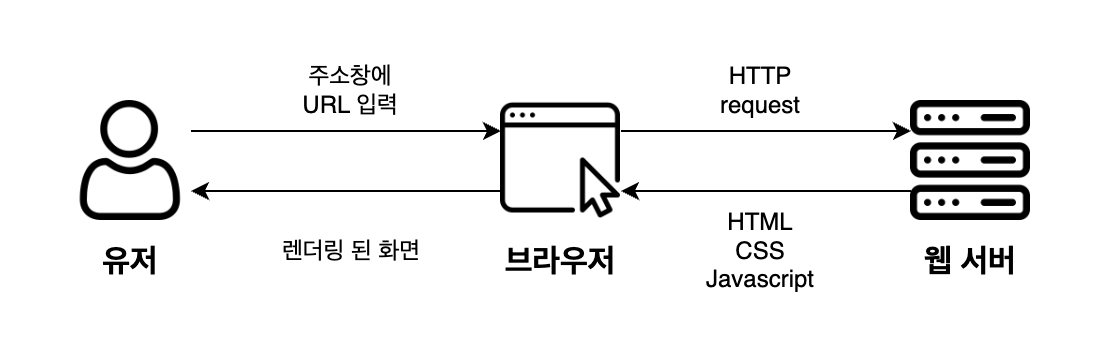 주소창에
URL 입력
HTTP
request
렌더링 된 화면
HTML
CSS
Javascript
유저
브라우저
웹 서버